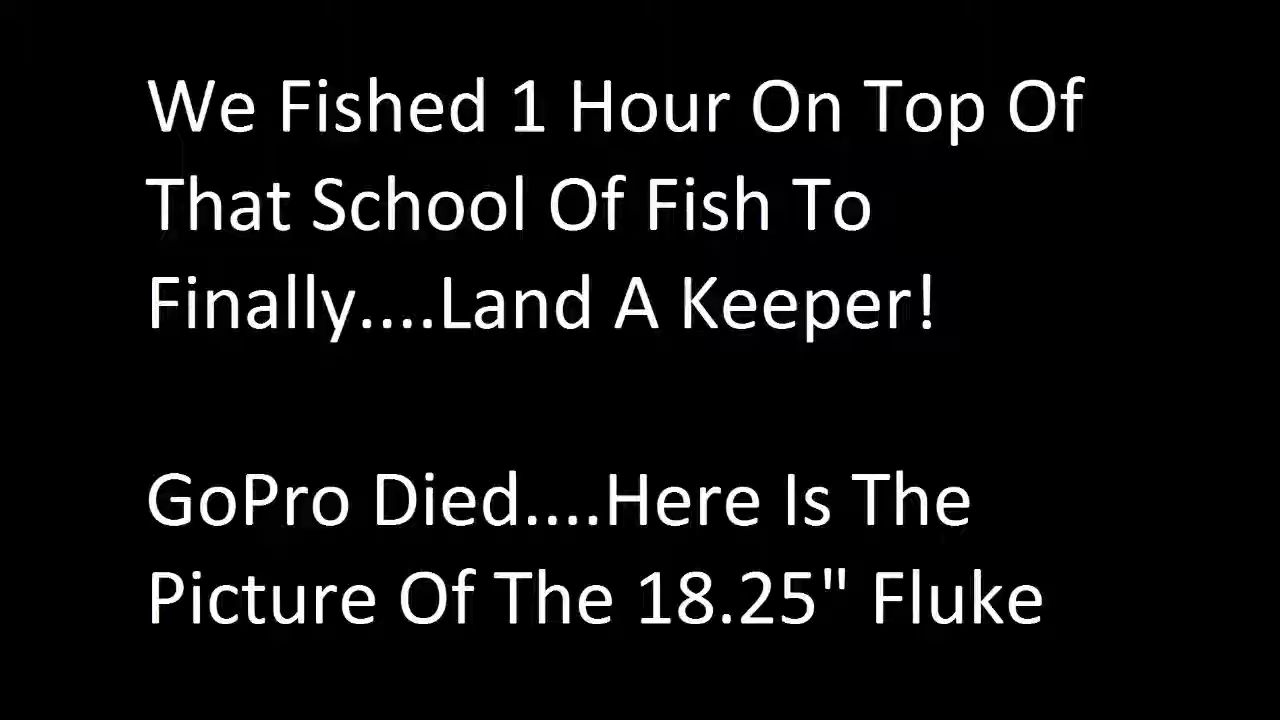 We Fished 1 Hour On Top Of
That School Of Fish To
Finally....Land A Keeper!
GoPro Died....Here Is The
Picture Of The 18.25" Fluke